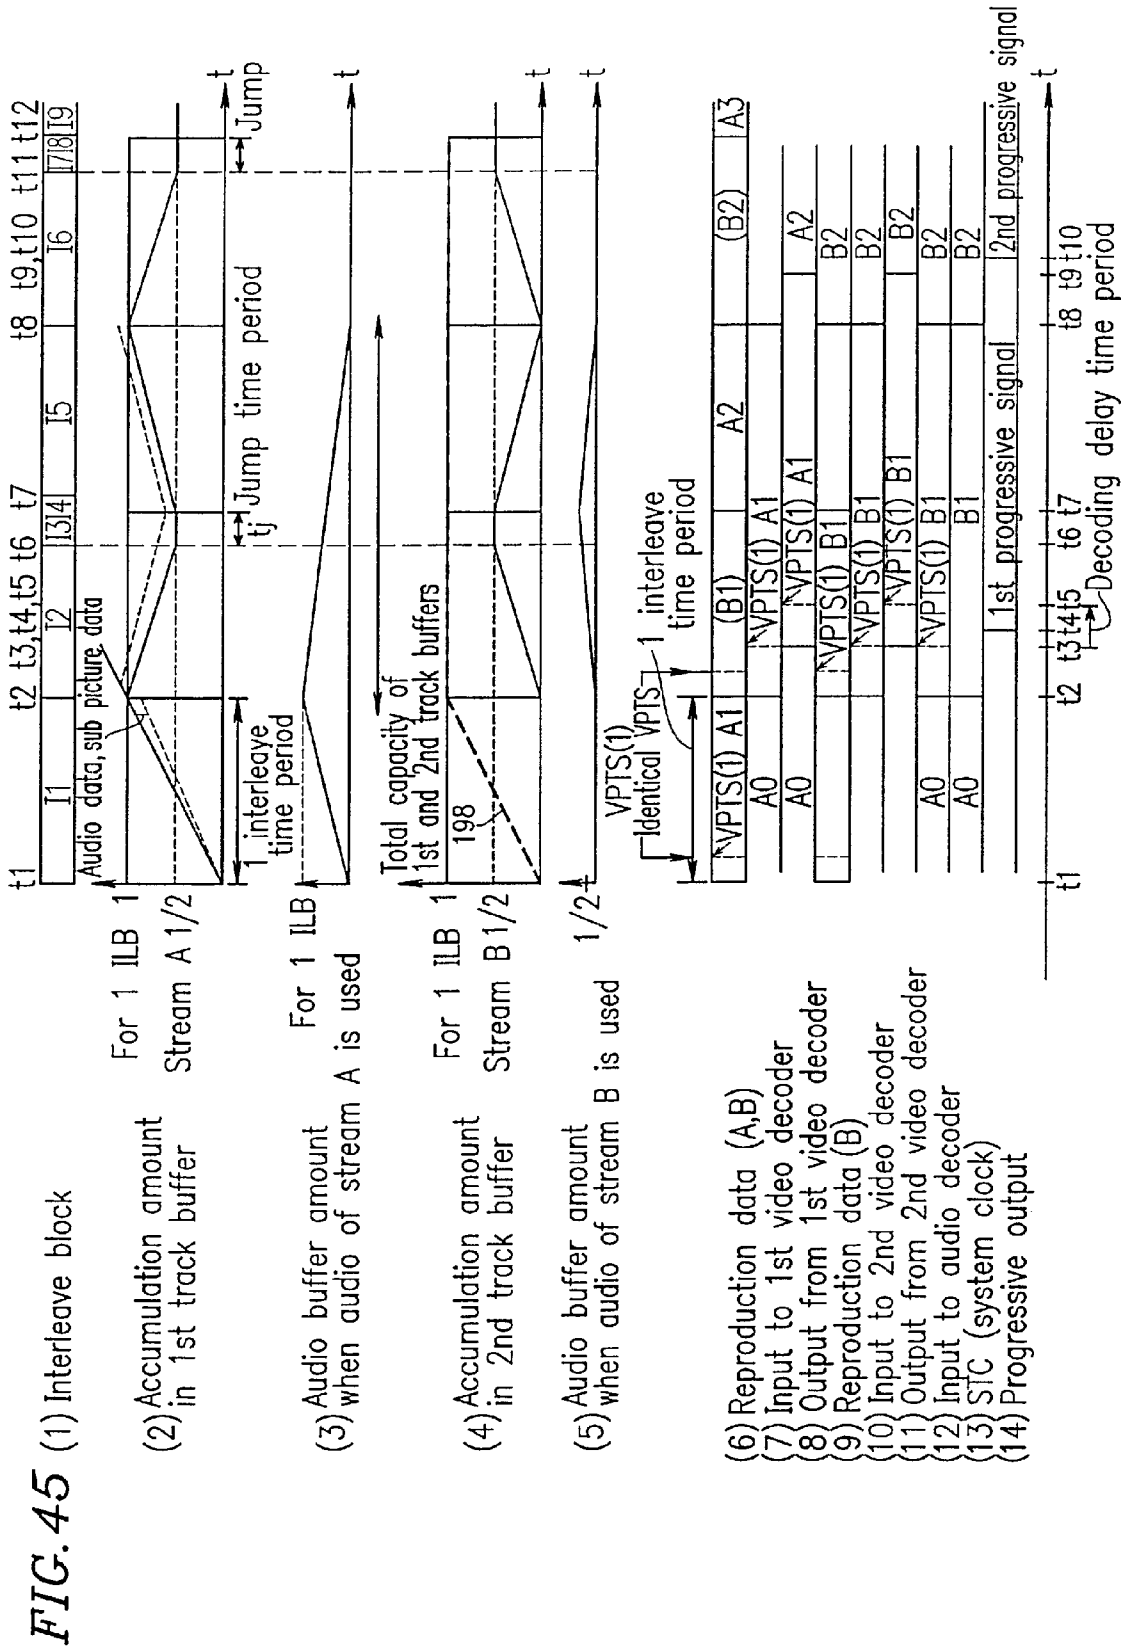 FIG. 45
(1) Interleave block
t1 t2 t3,t4,t5 t6 t7 t8 t9,t10 t11 t12
I1 I2 I3 I4 I5 I6 I7 I8 I9
(2) Accumulation amount
in 1st track buffer
For 1 ILB 1
Stream A 1/2
Audio data, sub picture data
t
1 interleave
time period
tj
Jump time period
Jump
(3) Audio buffer amount
when audio of stream A is used
For 1 ILB
t
(4) Accumulation amount
in 2nd track buffer
For 1 ILB 1
Stream B 1/2
Total capacity of
1st and 2nd track buffers
198
t
(5) Audio buffer amount
when audio of stream B is used
1/2
t
VPTS(1)
Identical VPTS
1 interleave
time period
(6) Reproduction data (A,B)
VPTS(1) A1 (B1) A2 (B2) A3
(7) Input to 1st video decoder
A0 VPTS(1) A1
(8) Output from 1st video decoder
A0 VPTS(1) A1 A2
(9) Reproduction data (B)
VPTS(1) B1 B2
(10) Input to 2nd video decoder
VPTS(1) B1 B2
(11) Output from 2nd video decoder
VPTS(1) B1 B2
(12) Input to audio decoder
A0 VPTS(1) B1 B2
(13) STC (system clock)
A0 B1 B2
(14) Progressive output
1st progressive signal 2nd progressive signal
t1 t2 t3 t4 t5 t6 t7 t8 t9 t10 t
Decoding delay time period